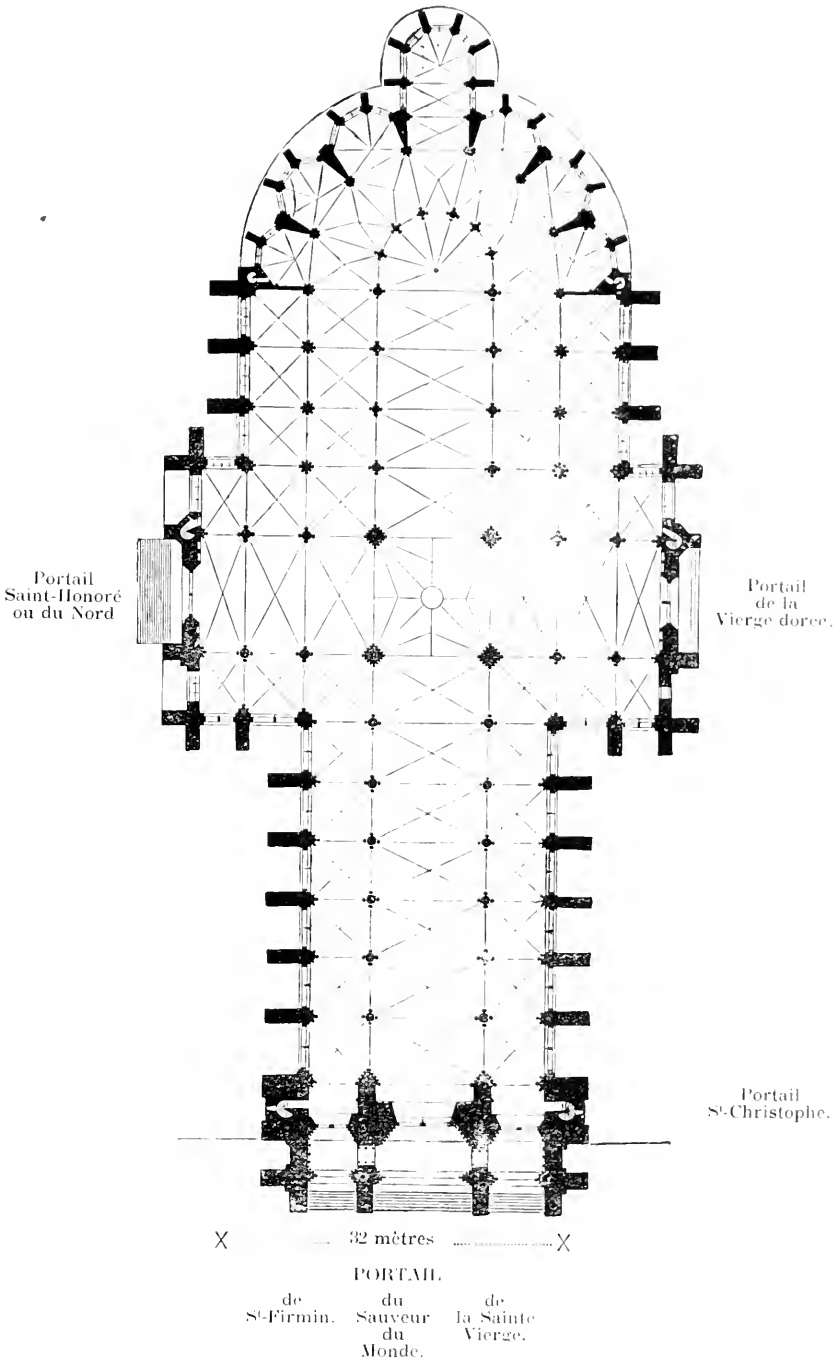 Portail
Saint-Honoré
ou du Nord
Portail
de la
Vierge dorée.
Portail
St-Christophe.
X 32 mètres X
PORTAIL
de
St-Firmin.
du
Sauveur
du
Monde.
de
la Sainte
Vierge.